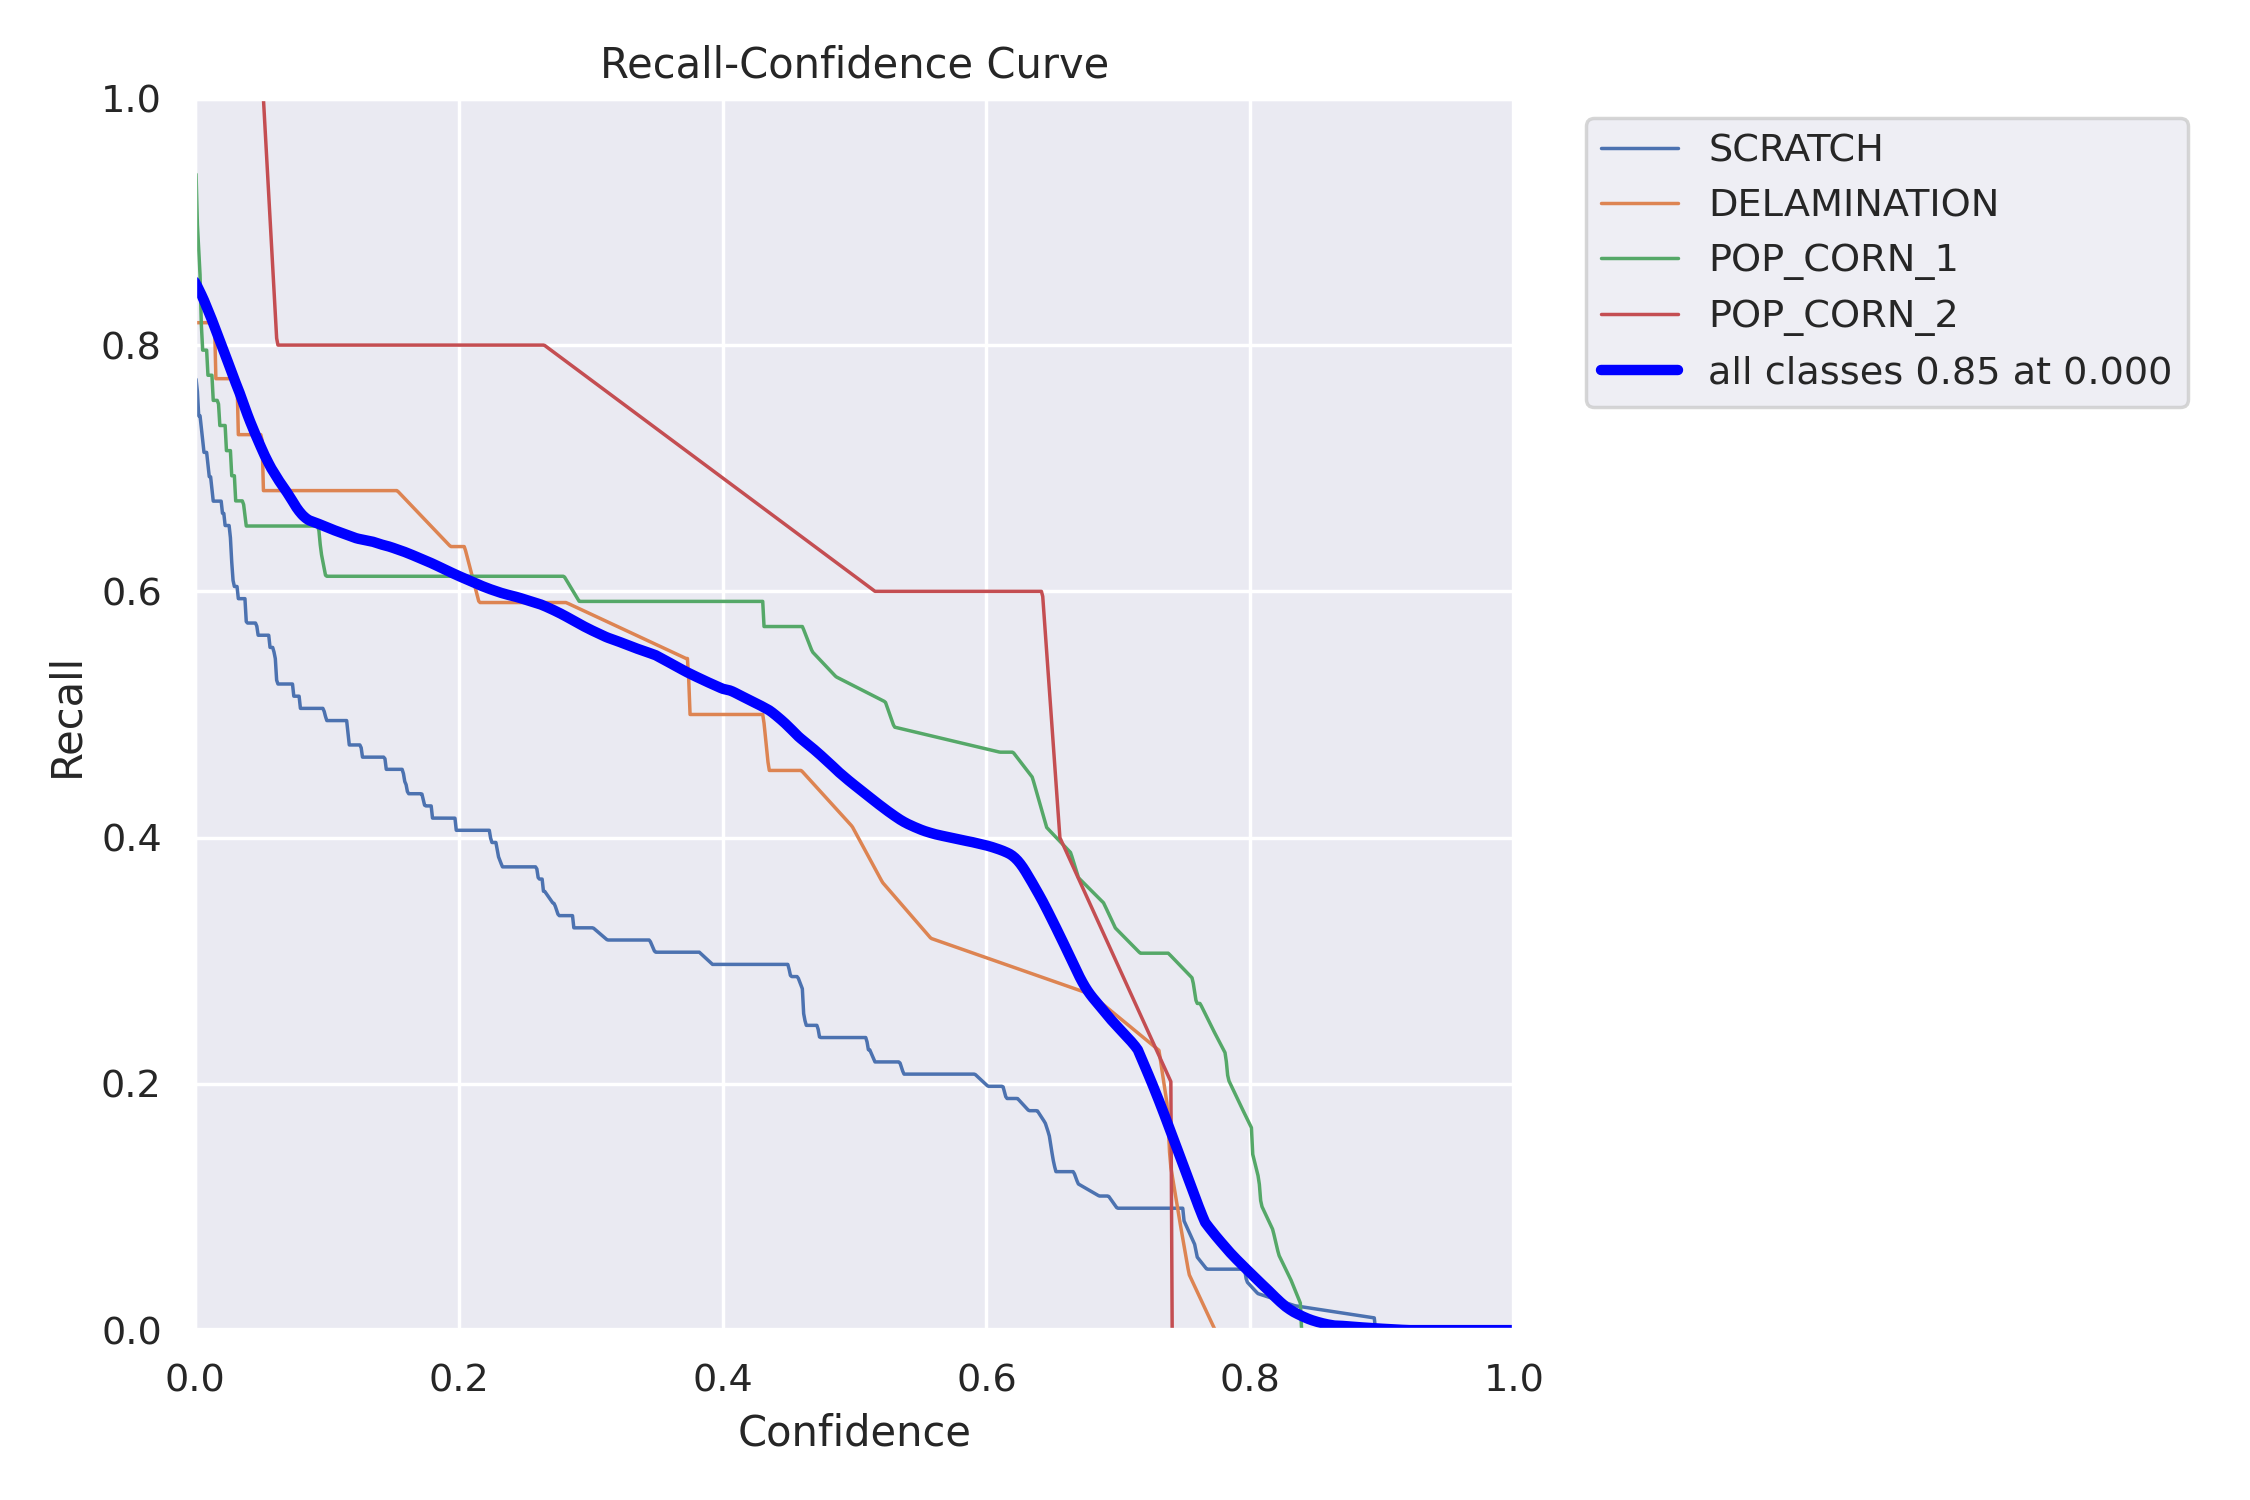 Recall-Confidence Curve
1.0
0.8
0.6
0.4
0.2
0.0
Recall
0.0 0.2 0.4 0.6 0.8 1.0
Confidence
SCRATCH
DELAMINATION
POP_CORN_1
POP_CORN_2
all classes 0.85 at 0.000